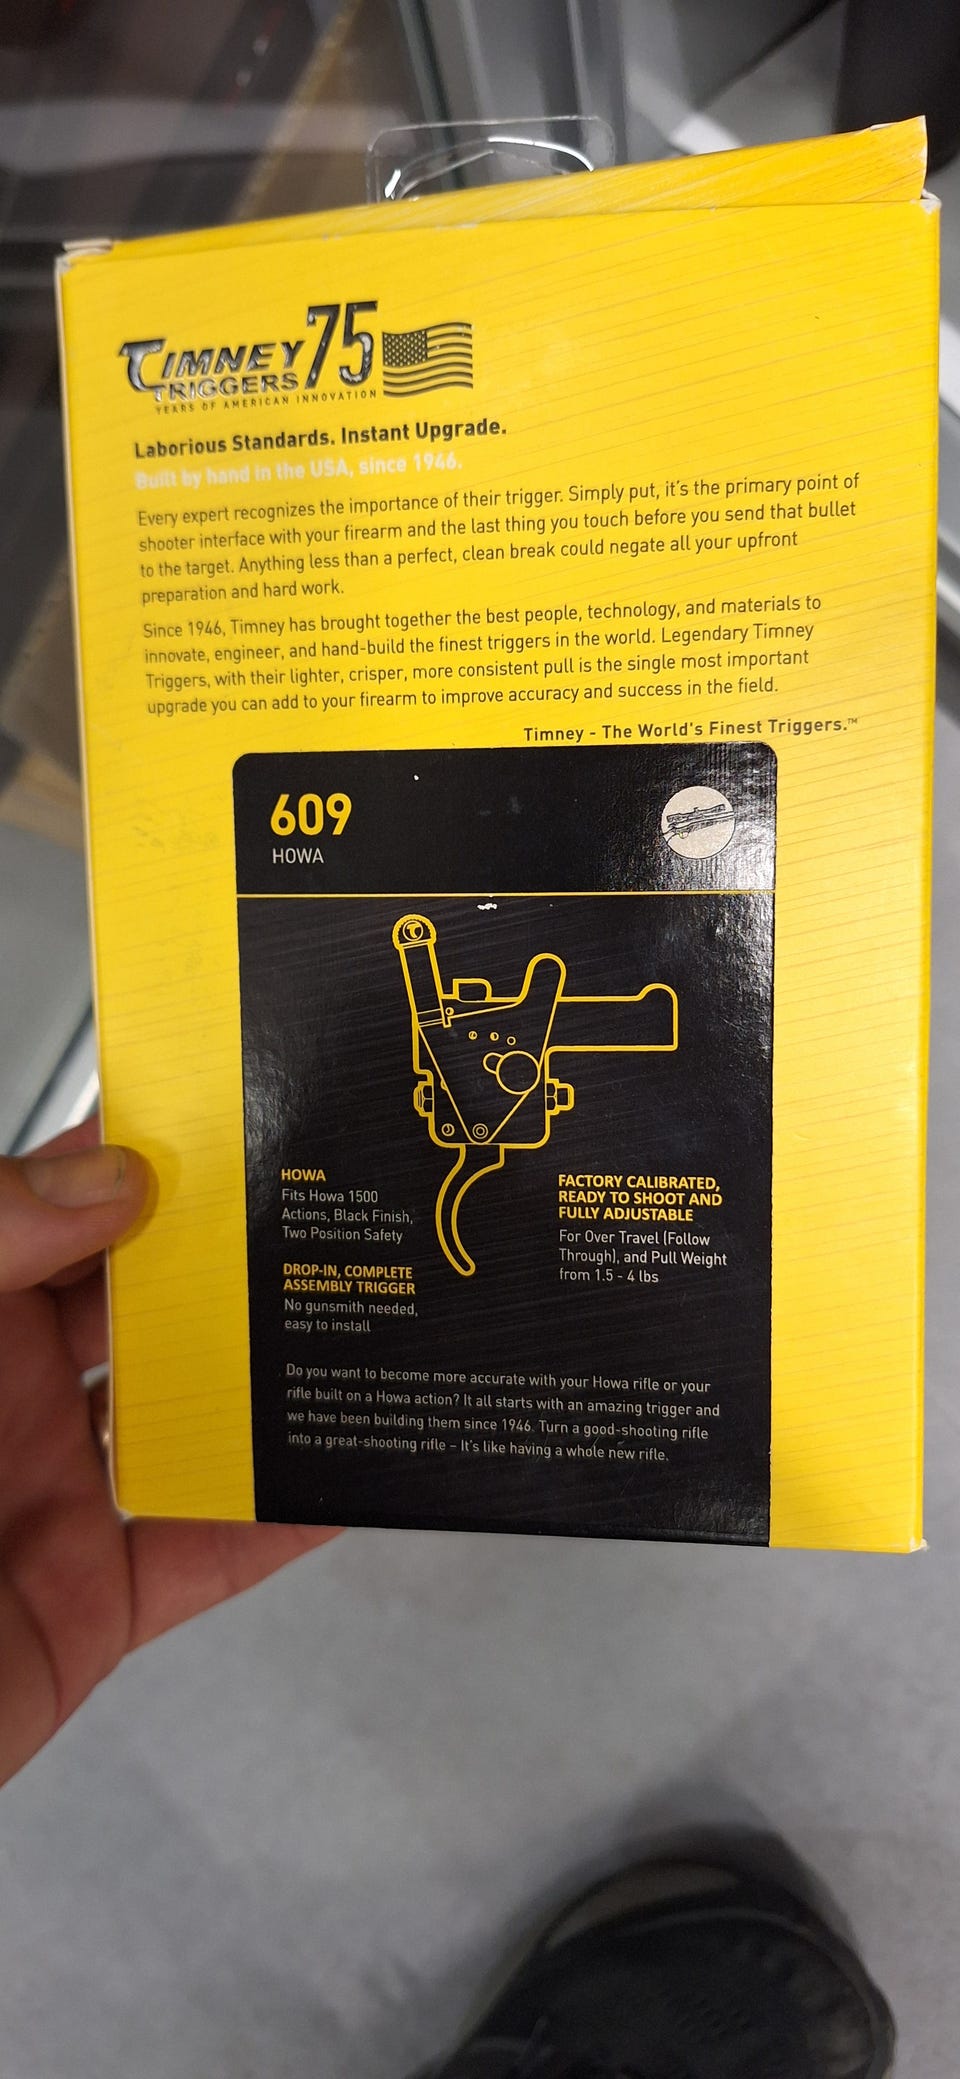 TIMNEY 75
TRIGGERS
YEARS OF AMERICAN INNOVATION
Laborious Standards. Instant Upgrade.
Built by hand in the USA, since 1946.
Every expert recognizes the importance of their trigger. Simply put, it's the primary point of
shooter interface with your firearm and the last thing you touch before you send that bullet
to the target. Anything less than a perfect, clean break could negate all your upfront
preparation and hard work.
Since 1946, Timney has brought together the best people, technology, and materials to
innovate, engineer, and hand-build the finest triggers in the world. Legendary Timney
Triggers, with their lighter, crisper, more consistent pull is the single most important
upgrade you can add to your firearm to improve accuracy and success in the field.
Timney - The World's Finest Triggers.™
609
HOWA
T
HOWA
Fits Howa 1500
Actions, Black Finish,
Two Position Safety
DROP-IN, COMPLETE
ASSEMBLY TRIGGER
No gunsmith needed,
easy to install
FACTORY CALIBRATED,
READY TO SHOOT AND
FULLY ADJUSTABLE
For Over Travel (Follow
Through), and Pull Weight
from 1.5 - 4 lbs
Do you want to become more accurate with your Howa rifle or your
rifle built on a Howa action? It all starts with an amazing trigger and
we have been building them since 1946. Turn a good-shooting rifle
into a great-shooting rifle – It's like having a whole new rifle.